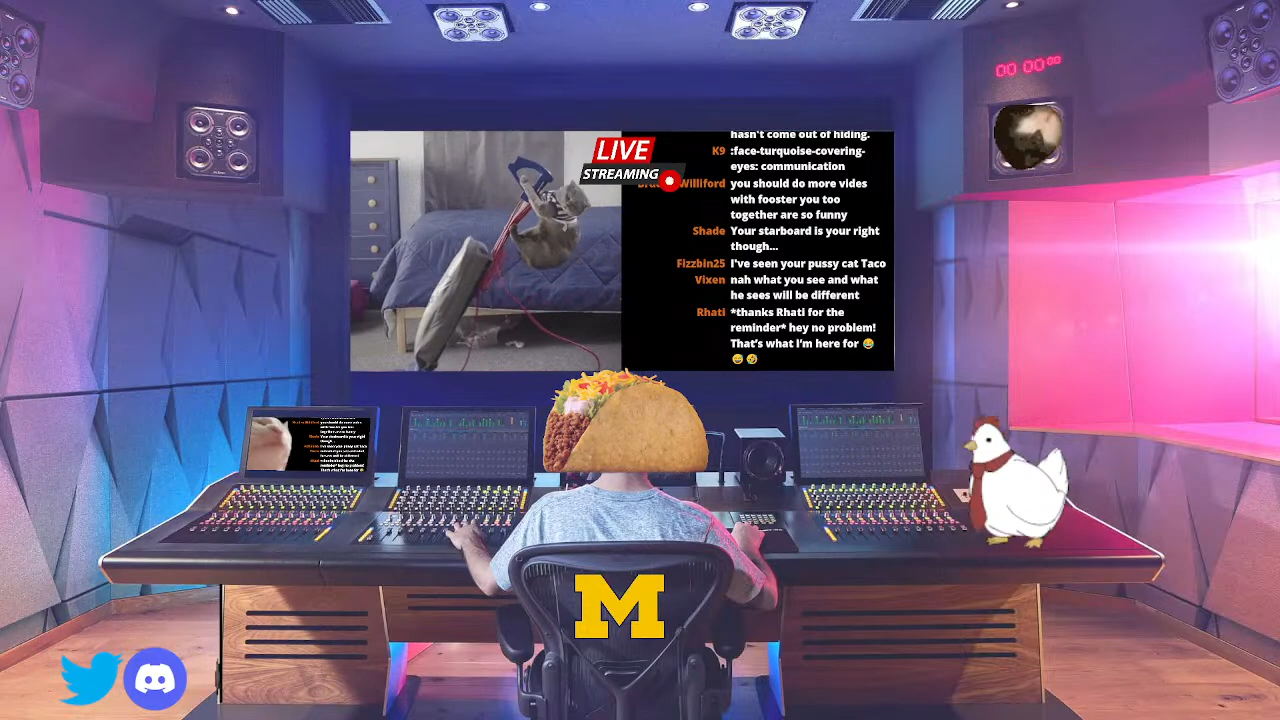 00 00 00
LIVE
STREAMING
hasn't come out of hiding.
K9 :face-turquoise-covering-
eyes: communication
Williford you should do more vides
with fooster you too
together are so funny
Shade Your starboard is your right
though...
Fizzbin25 I've seen your pussy cat Taco
Vixen nah what you see and what
he sees will be different
Rhati *thanks Rhati for the
reminder* hey no problem!
That's what I'm here for 😂
😅 🤣
M